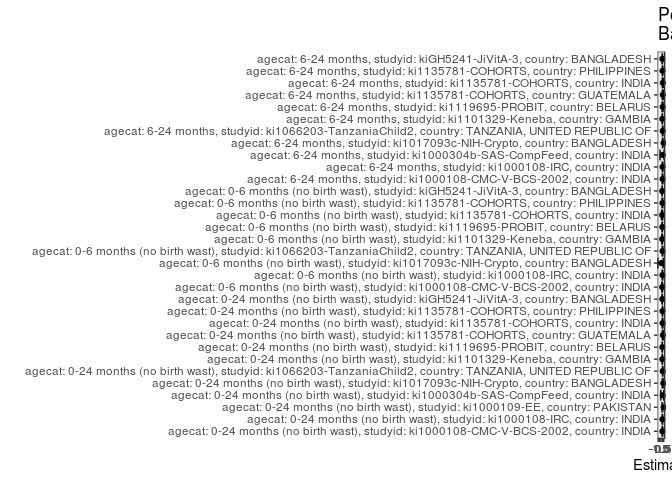 Po
Ba
agecat: 6-24 months, studyid: kiGH5241-JiVitA-3, country: BANGLADESH
agecat: 6-24 months, studyid: ki1135781-COHORTS, country: PHILIPPINES
agecat: 6-24 months, studyid: ki1135781-COHORTS, country: INDIA
agecat: 6-24 months, studyid: ki1135781-COHORTS, country: GUATEMALA
agecat: 6-24 months, studyid: ki1119695-PROBIT, country: BELARUS
agecat: 6-24 months, studyid: ki1101329-Keneba, country: GAMBIA
agecat: 6-24 months, studyid: ki1066203-TanzaniaChild2, country: TANZANIA, UNITED REPUBLIC OF
agecat: 6-24 months, studyid: ki1017093c-NIH-Crypto, country: BANGLADESH
agecat: 6-24 months, studyid: ki1000304b-SAS-CompFeed, country: INDIA
agecat: 6-24 months, studyid: ki1000108-IRC, country: INDIA
agecat: 6-24 months, studyid: ki1000108-CMC-V-BCS-2002, country: INDIA
agecat: 0-6 months (no birth wast), studyid: kiGH5241-JiVitA-3, country: BANGLADESH
agecat: 0-6 months (no birth wast), studyid: ki1135781-COHORTS, country: PHILIPPINES
agecat: 0-6 months (no birth wast), studyid: ki1135781-COHORTS, country: INDIA
agecat: 0-6 months (no birth wast), studyid: ki1119695-PROBIT, country: BELARUS
agecat: 0-6 months (no birth wast), studyid: ki1101329-Keneba, country: GAMBIA
agecat: 0-6 months (no birth wast), studyid: ki1066203-TanzaniaChild2, country: TANZANIA, UNITED REPUBLIC OF
agecat: 0-6 months (no birth wast), studyid: ki1017093c-NIH-Crypto, country: BANGLADESH
agecat: 0-6 months (no birth wast), studyid: ki1000108-IRC, country: INDIA
agecat: 0-6 months (no birth wast), studyid: ki1000108-CMC-V-BCS-2002, country: INDIA
agecat: 0-24 months (no birth wast), studyid: kiGH5241-JiVitA-3, country: BANGLADESH
agecat: 0-24 months (no birth wast), studyid: ki1135781-COHORTS, country: PHILIPPINES
agecat: 0-24 months (no birth wast), studyid: ki1135781-COHORTS, country: INDIA
agecat: 0-24 months (no birth wast), studyid: ki1135781-COHORTS, country: GUATEMALA
agecat: 0-24 months (no birth wast), studyid: ki1119695-PROBIT, country: BELARUS
agecat: 0-24 months (no birth wast), studyid: ki1101329-Keneba, country: GAMBIA
agecat: 0-24 months (no birth wast), studyid: ki1066203-TanzaniaChild2, country: TANZANIA, UNITED REPUBLIC OF
agecat: 0-24 months (no birth wast), studyid: ki1017093c-NIH-Crypto, country: BANGLADESH
agecat: 0-24 months (no birth wast), studyid: ki1000304b-SAS-CompFeed, country: INDIA
agecat: 0-24 months (no birth wast), studyid: ki1000109-EE, country: PAKISTAN
agecat: 0-24 months (no birth wast), studyid: ki1000108-IRC, country: INDIA
agecat: 0-24 months (no birth wast), studyid: ki1000108-CMC-V-BCS-2002, country: INDIA
Estima